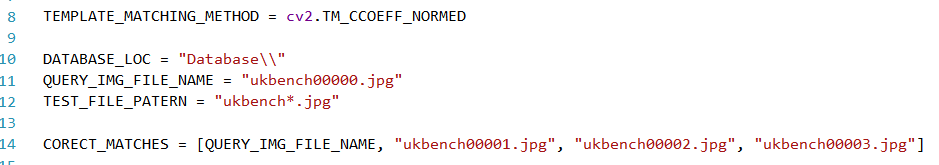 8 TEMPLATE_MATCHING_METHOD = cv2.TM_CCOEFF_NORMED
9
10 DATABASE_LOC = "Database\\"
11 QUERY_IMG_FILE_NAME = "ukbench00000.jpg"
12 TEST_FILE_PATERN = "ukbench*.jpg"
13
14 CORECT_MATCHES = [QUERY_IMG_FILE_NAME, "ukbench00001.jpg", "ukbench00002.jpg", "ukbench00003.jpg"]